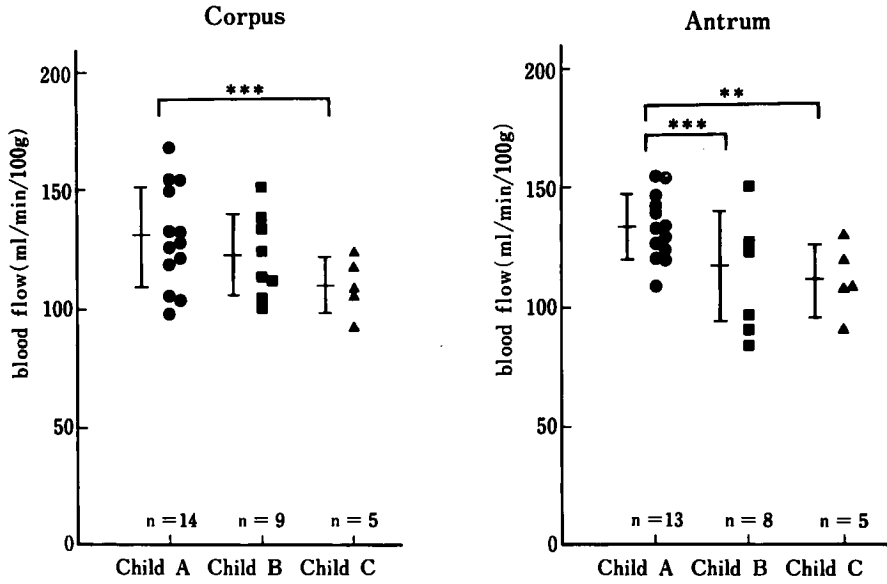 Corpus
blood flow(ml/min/100g)
200
150
100
50
0
***
n=14
n=9
n=5
Child A
Child B
Child C
Antrum
blood flow(ml/min/100g)
200
150
100
50
0
**
***
n=13
n=8
n=5
Child A
Child B
Child C